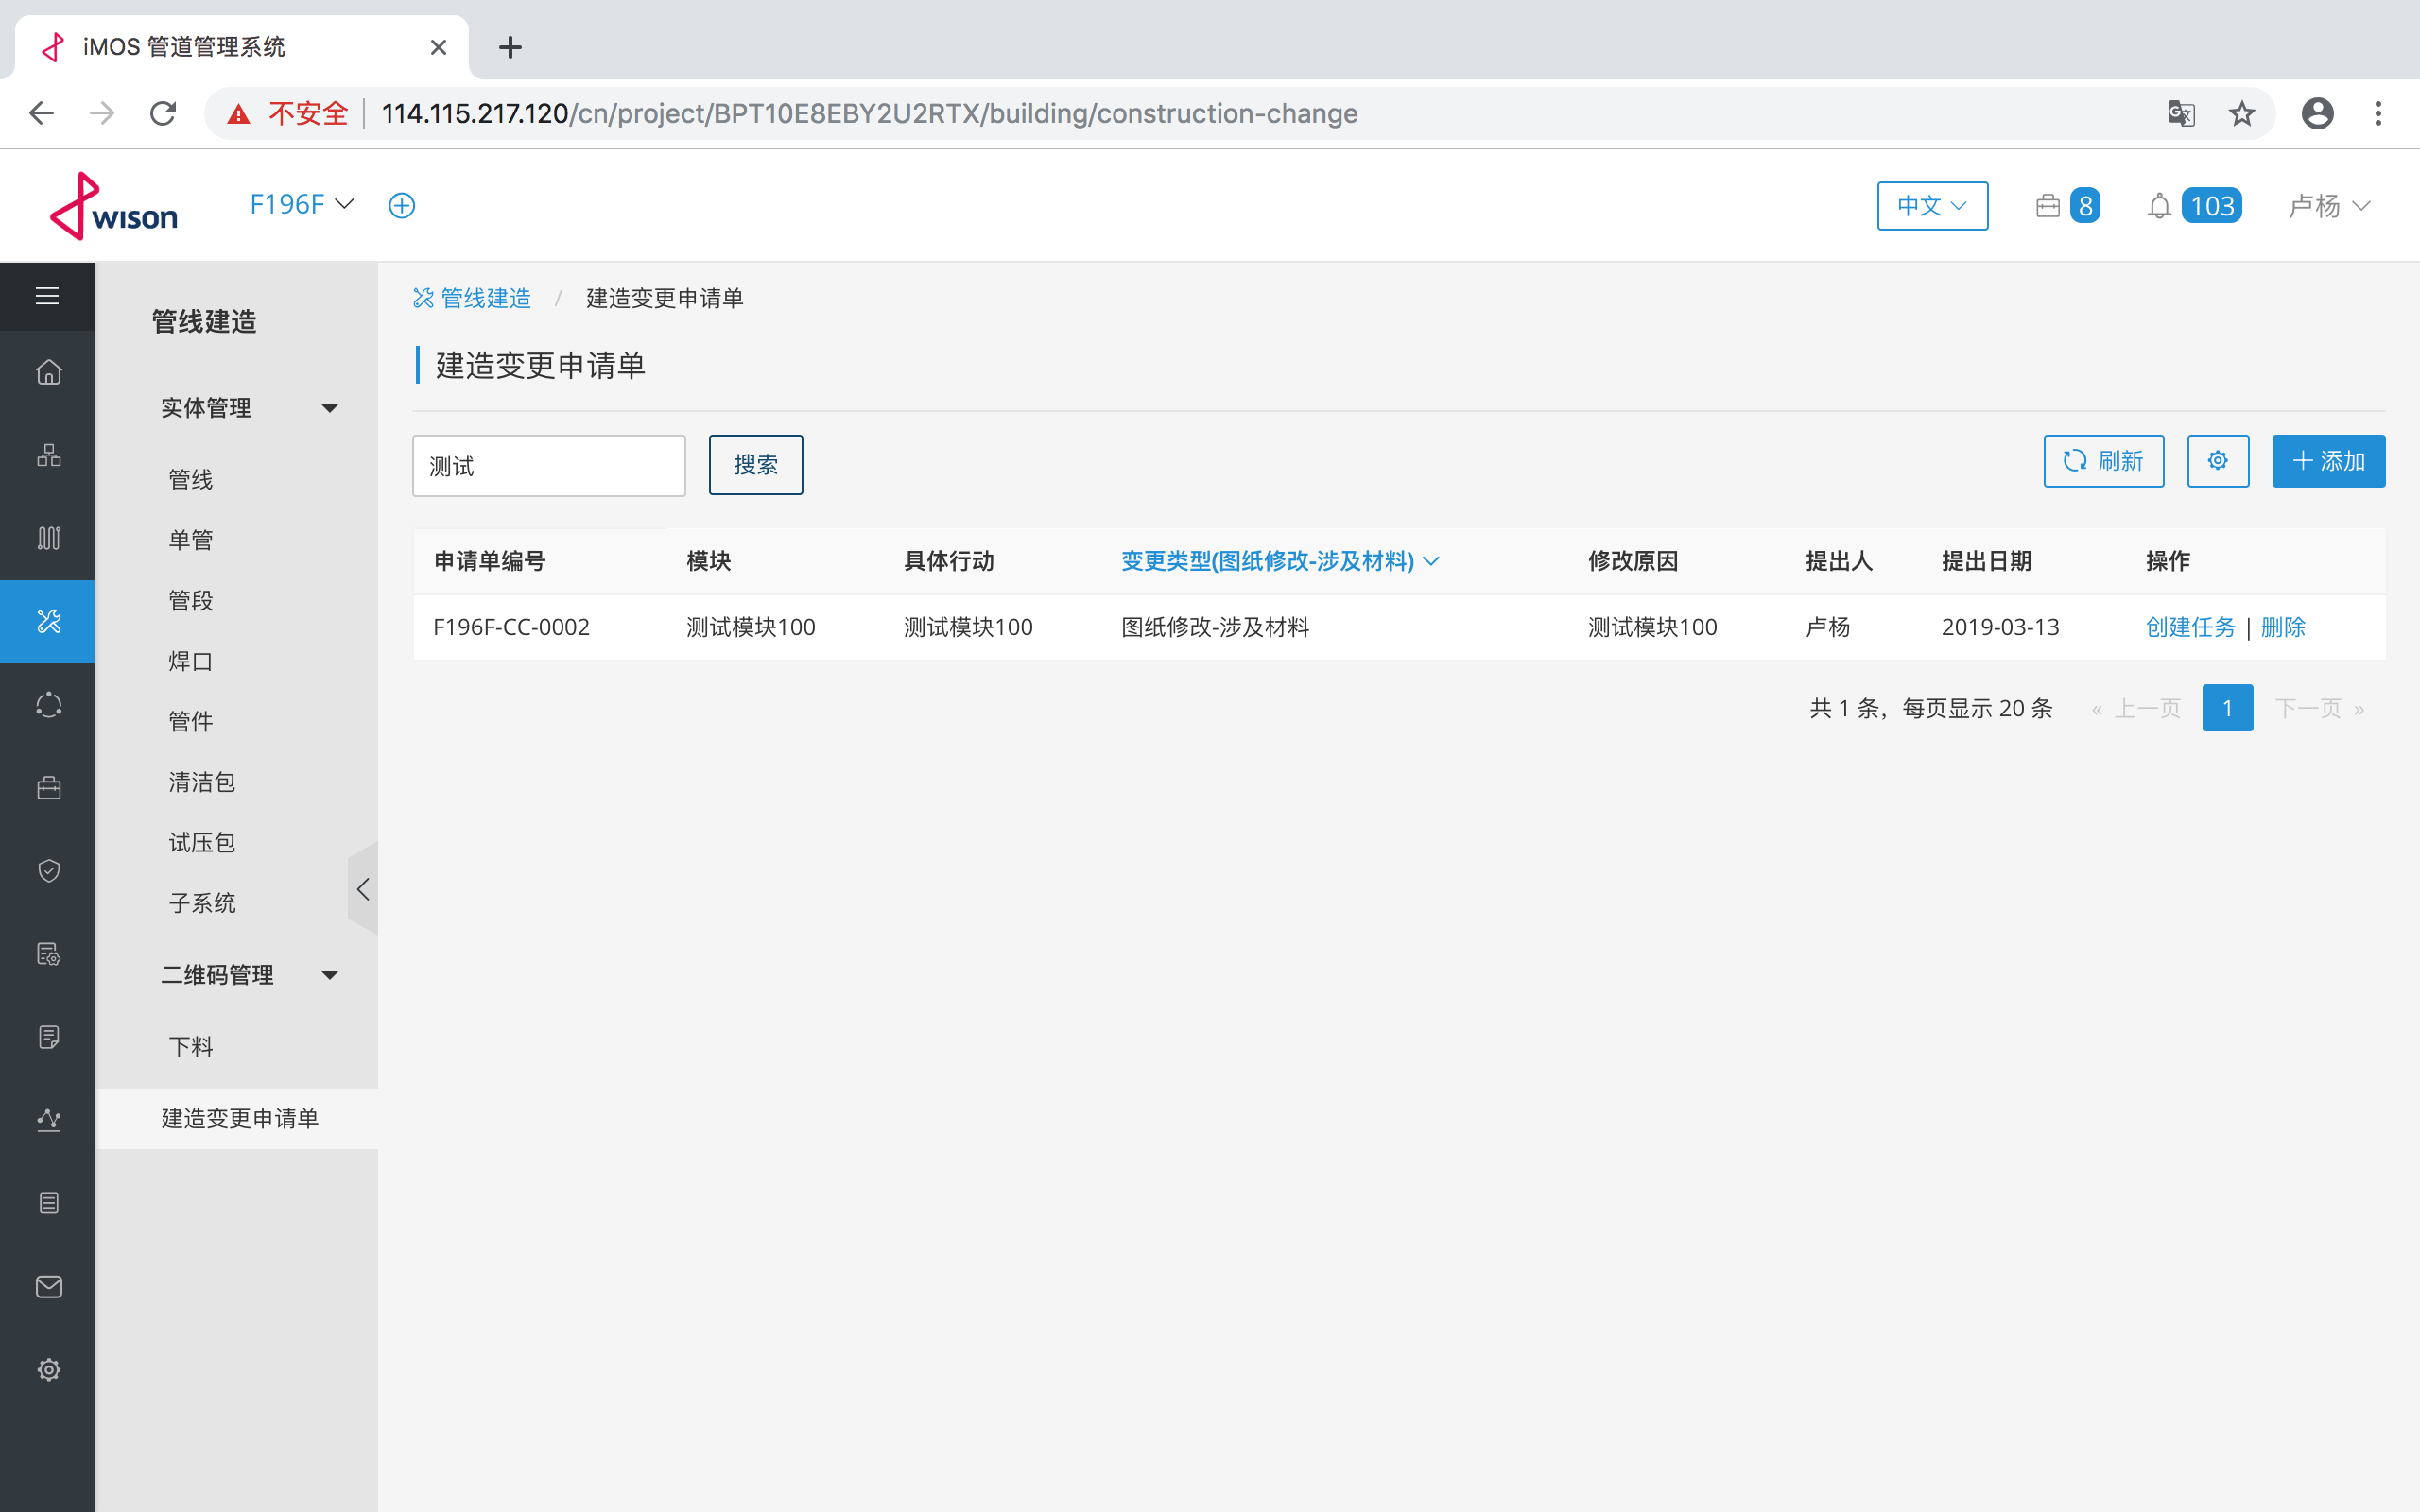 iMOS 管道管理系统
不安全 114.115.217.120/cn/project/BPT10E8EBY2U2RTX/building/construction-change
wison F196F 中文 8 103 卢杨
管线建造
实体管理
管线
单管
管段
焊口
管件
清洁包
试压包
子系统
二维码管理
下料
建造变更申请单
管线建造 / 建造变更申请单
建造变更申请单
测试 搜索 刷新 添加
申请单编号 模块 具体行动 变更类型(图纸修改-涉及材料) 修改原因 提出人 提出日期 操作
F196F-CC-0002 测试模块100 测试模块100 图纸修改-涉及材料 测试模块100 卢杨 2019-03-13 创建任务 | 删除
共 1 条，每页显示 20 条 « 上一页 1 下一页 »